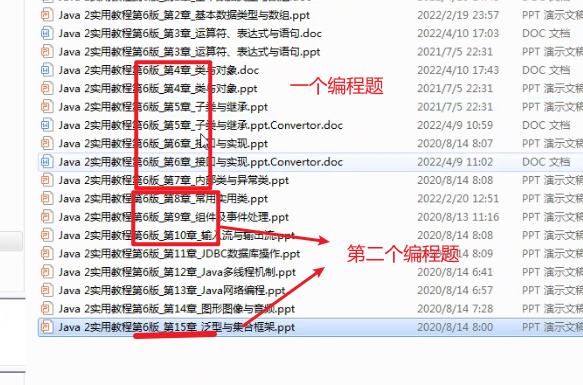 Java 2实用教程第6版_第2章_基本数据类型与数组.ppt 2022/2/19 23:57 PPT 演示文
Java 2实用教程第6版_第3章_运算符、表达式与语句.doc 2022/4/10 17:03 DOC 文档
Java 2实用教程第6版_第3章_运算符、表达式与语句.ppt 2021/7/5 22:31 PPT 演示文
Java 2实用教程第6版_第4章_类与对象.doc 2022/4/10 17:43 DOC 文档
Java 2实用教程第6版_第4章_类与对象.ppt 2021/7/5 22:31 PPT 演示文
一个编程题
Java 2实用教程第6版_第5章_子类与继承.ppt 2021/7/5 22:31 PPT 演示文
Java 2实用教程第6版_第5章_子类与继承.ppt.Convertor.doc 2022/4/9 10:59 DOC 文档
Java 2实用教程第6版_第6章_接口与实现.ppt 2020/8/14 8:07 PPT 演示文
Java 2实用教程第6版_第6章_接口与实现.ppt.Convertor.doc 2022/4/9 11:02 DOC 文档
Java 2实用教程第6版_第7章_内部类与异常类.ppt 2020/8/14 8:08 PPT 演示文
Java 2实用教程第6版_第8章_常用实用类.ppt 2022/2/20 12:51 PPT 演示文
Java 2实用教程第6版_第9章_组件及事件处理.ppt 2020/8/13 11:16 PPT 演示文
Java 2实用教程第6版_第10章_输入流与输出流.ppt 2020/8/14 8:08 PPT 演示文
Java 2实用教程第6版_第11章_JDBC数据库操作.ppt 8/14 8:09 PPT 演示文
第二个编程题
Java 2实用教程第6版_第12章_Java多线程机制.ppt 2020/8/14 6:41 PPT 演示文
Java 2实用教程第6版_第13章_Java网络编程.ppt 2020/8/14 6:57 PPT 演示文
Java 2实用教程第6版_第14章_图形图像与音频.ppt 2020/8/14 7:28 PPT 演示文
Java 2实用教程第6版_第15章_泛型与集合框架.ppt 2020/8/14 8:00 PPT 演示文